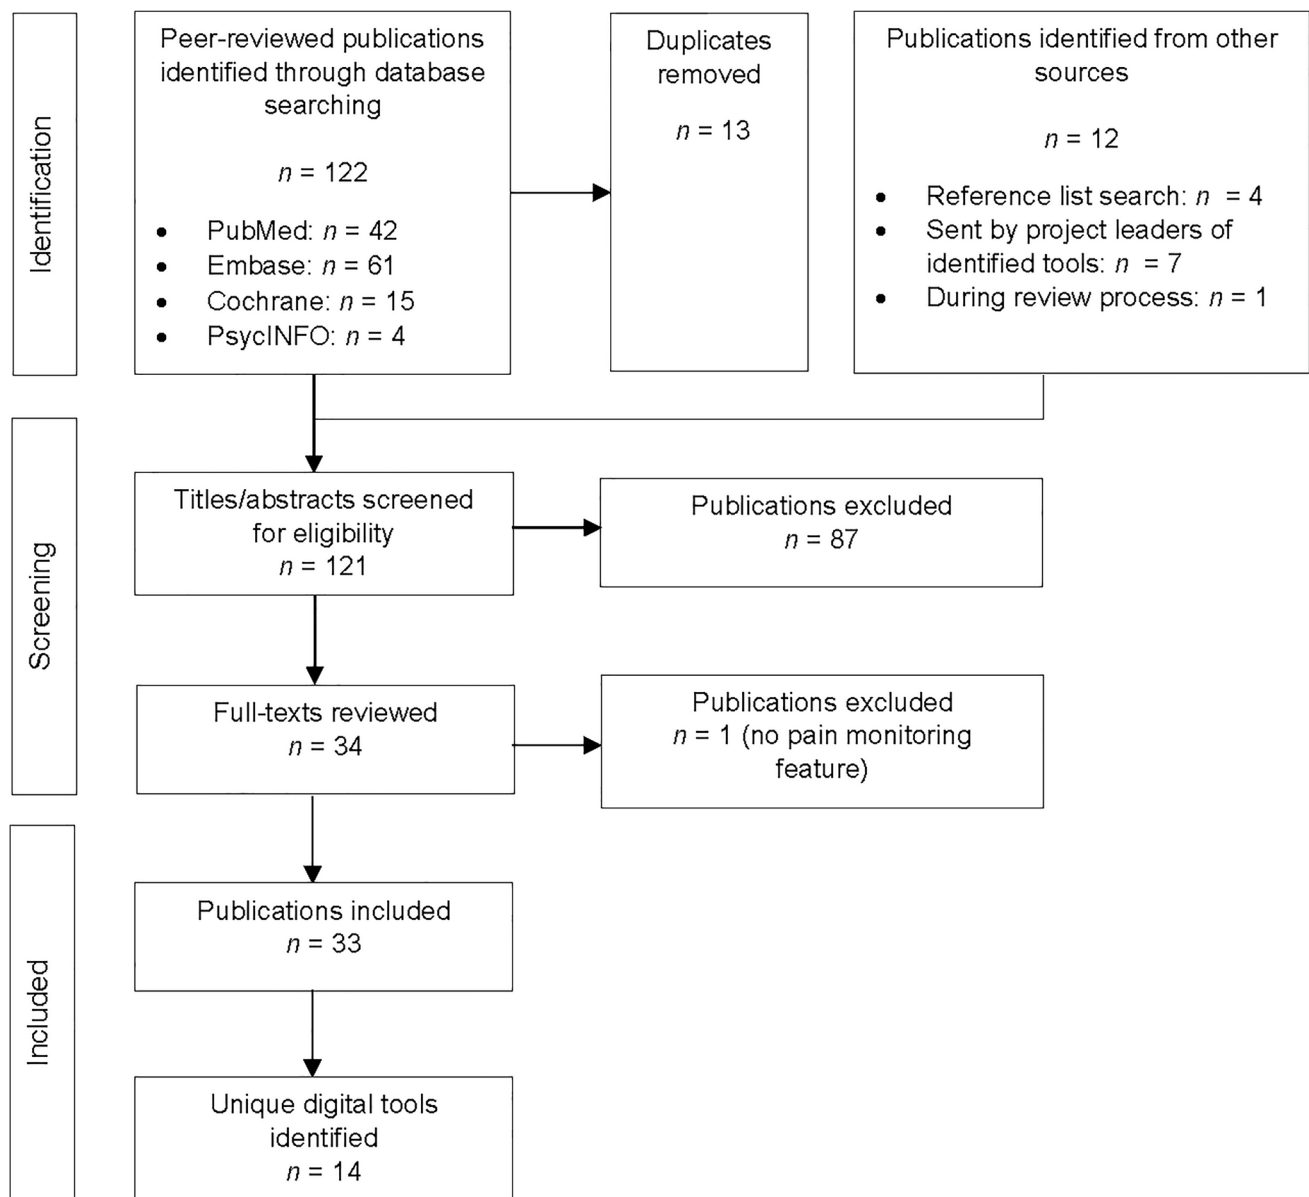 Identification
Peer-reviewed publications
identified through database
searching
n = 122
• PubMed: n = 42
• Embase: n = 61
• Cochrane: n = 15
• PsycINFO: n = 4
Duplicates
removed
n = 13
Publications identified from other
sources
n = 12
• Reference list search: n = 4
• Sent by project leaders of
identified tools: n = 7
• During review process: n = 1
Screening
Titles/abstracts screened
for eligibility
n = 121
Publications excluded
n = 87
Full-texts reviewed
n = 34
Publications excluded
n = 1 (no pain monitoring
feature)
Included
Publications included
n = 33
Unique digital tools
identified
n = 14